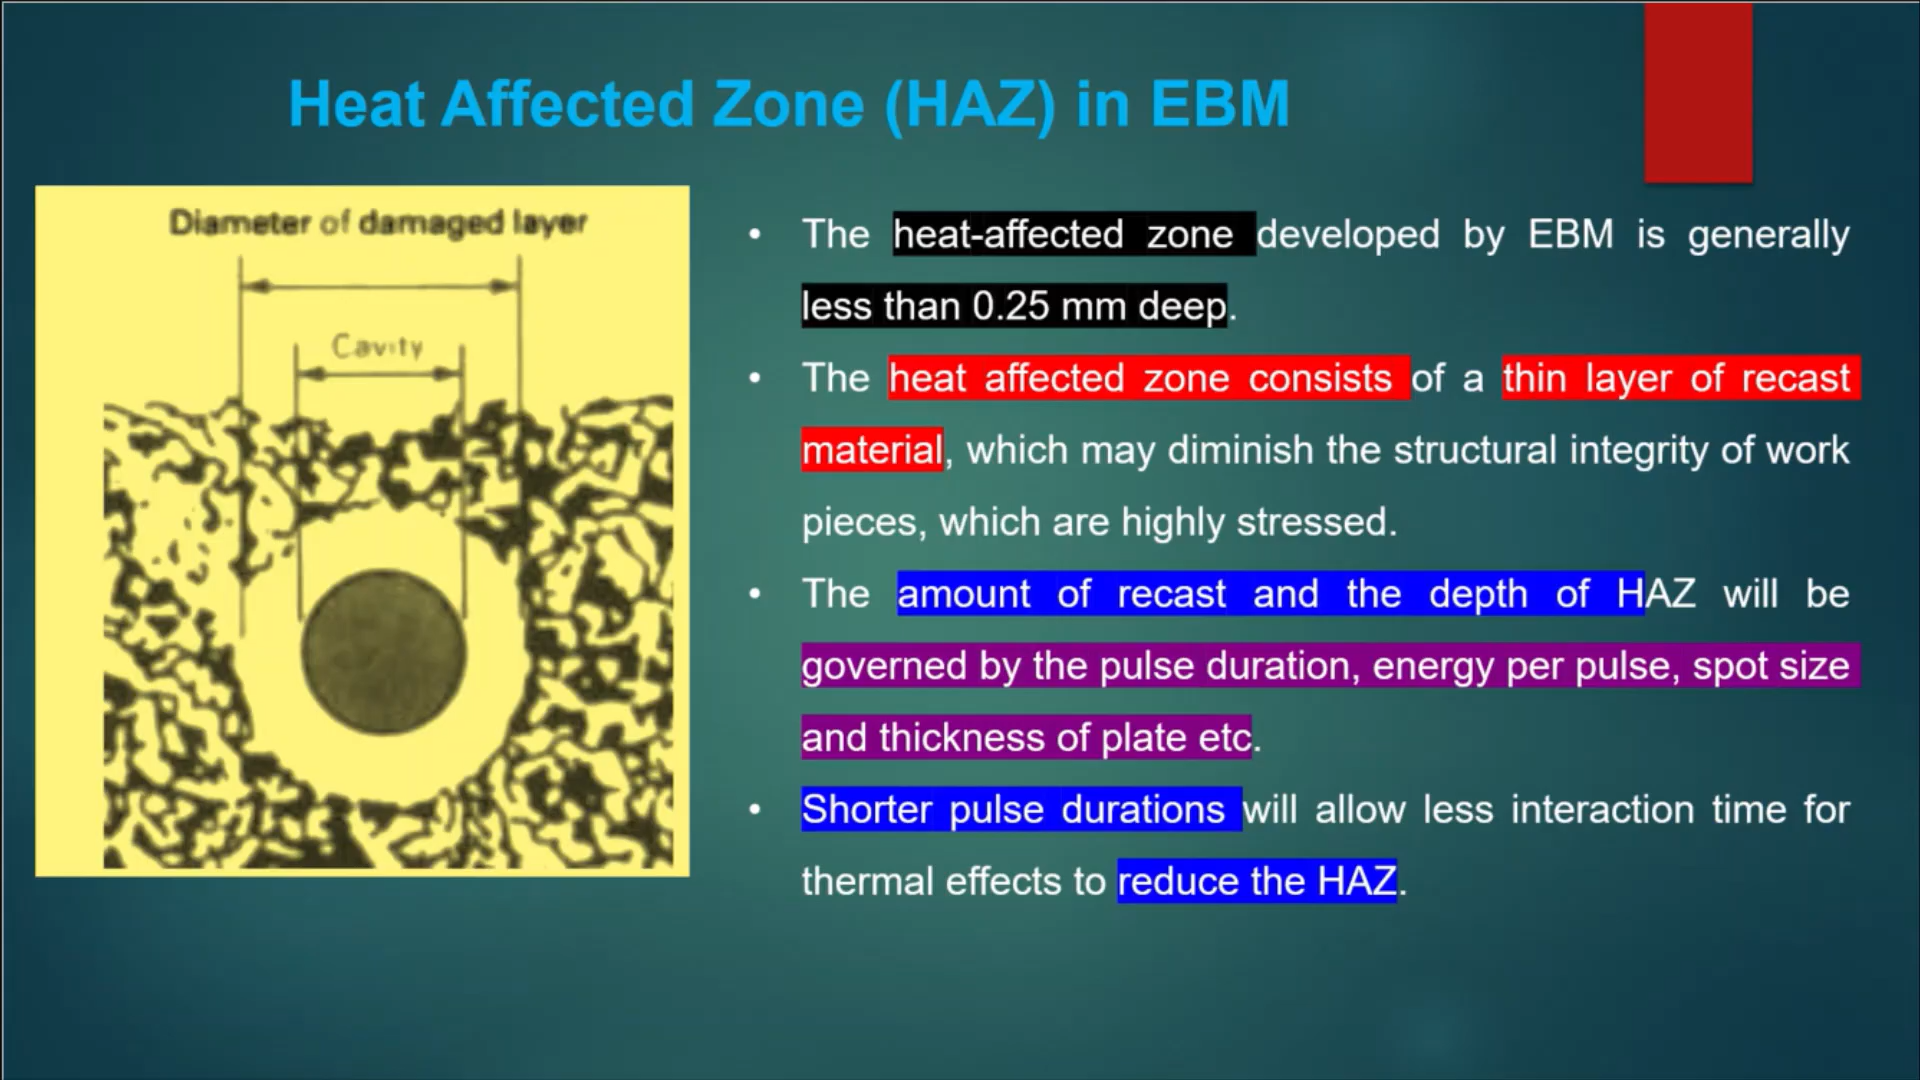 Heat Affected Zone (HAZ) in EBM
Diameter of damaged layer
Cavity
• The heat-affected zone developed by EBM is generally
less than 0.25 mm deep.
• The heat affected zone consists of a thin layer of recast
material, which may diminish the structural integrity of work
pieces, which are highly stressed.
• The amount of recast and the depth of HAZ will be
governed by the pulse duration, energy per pulse, spot size
and thickness of plate etc.
• Shorter pulse durations will allow less interaction time for
thermal effects to reduce the HAZ.